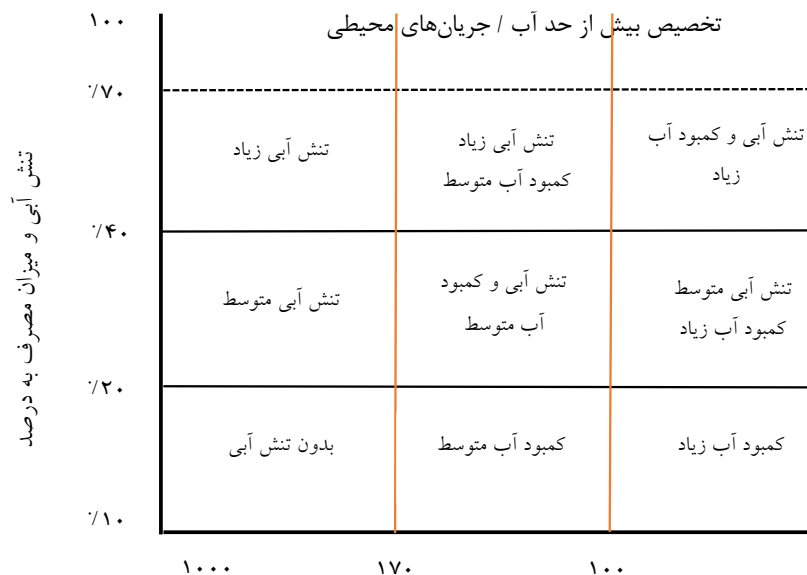 تخصیص بیش از حد آب / جریان‌های محیطی
۱۰۰
٪۷۰
٪۴۰
٪۲۰
٪۱۰
تنش آبی و میزان مصرف به درصد
تنش آبی و کمبود آب
زیاد
تنش آبی زیاد
کمبود آب متوسط
تنش آبی زیاد
تنش آبی متوسط
کمبود آب زیاد
تنش آبی و کمبود
آب متوسط
تنش آبی متوسط
کمبود آب زیاد
کمبود آب متوسط
بدون تنش آبی
۱۰۰۰
۱۷۰
۱۰۰